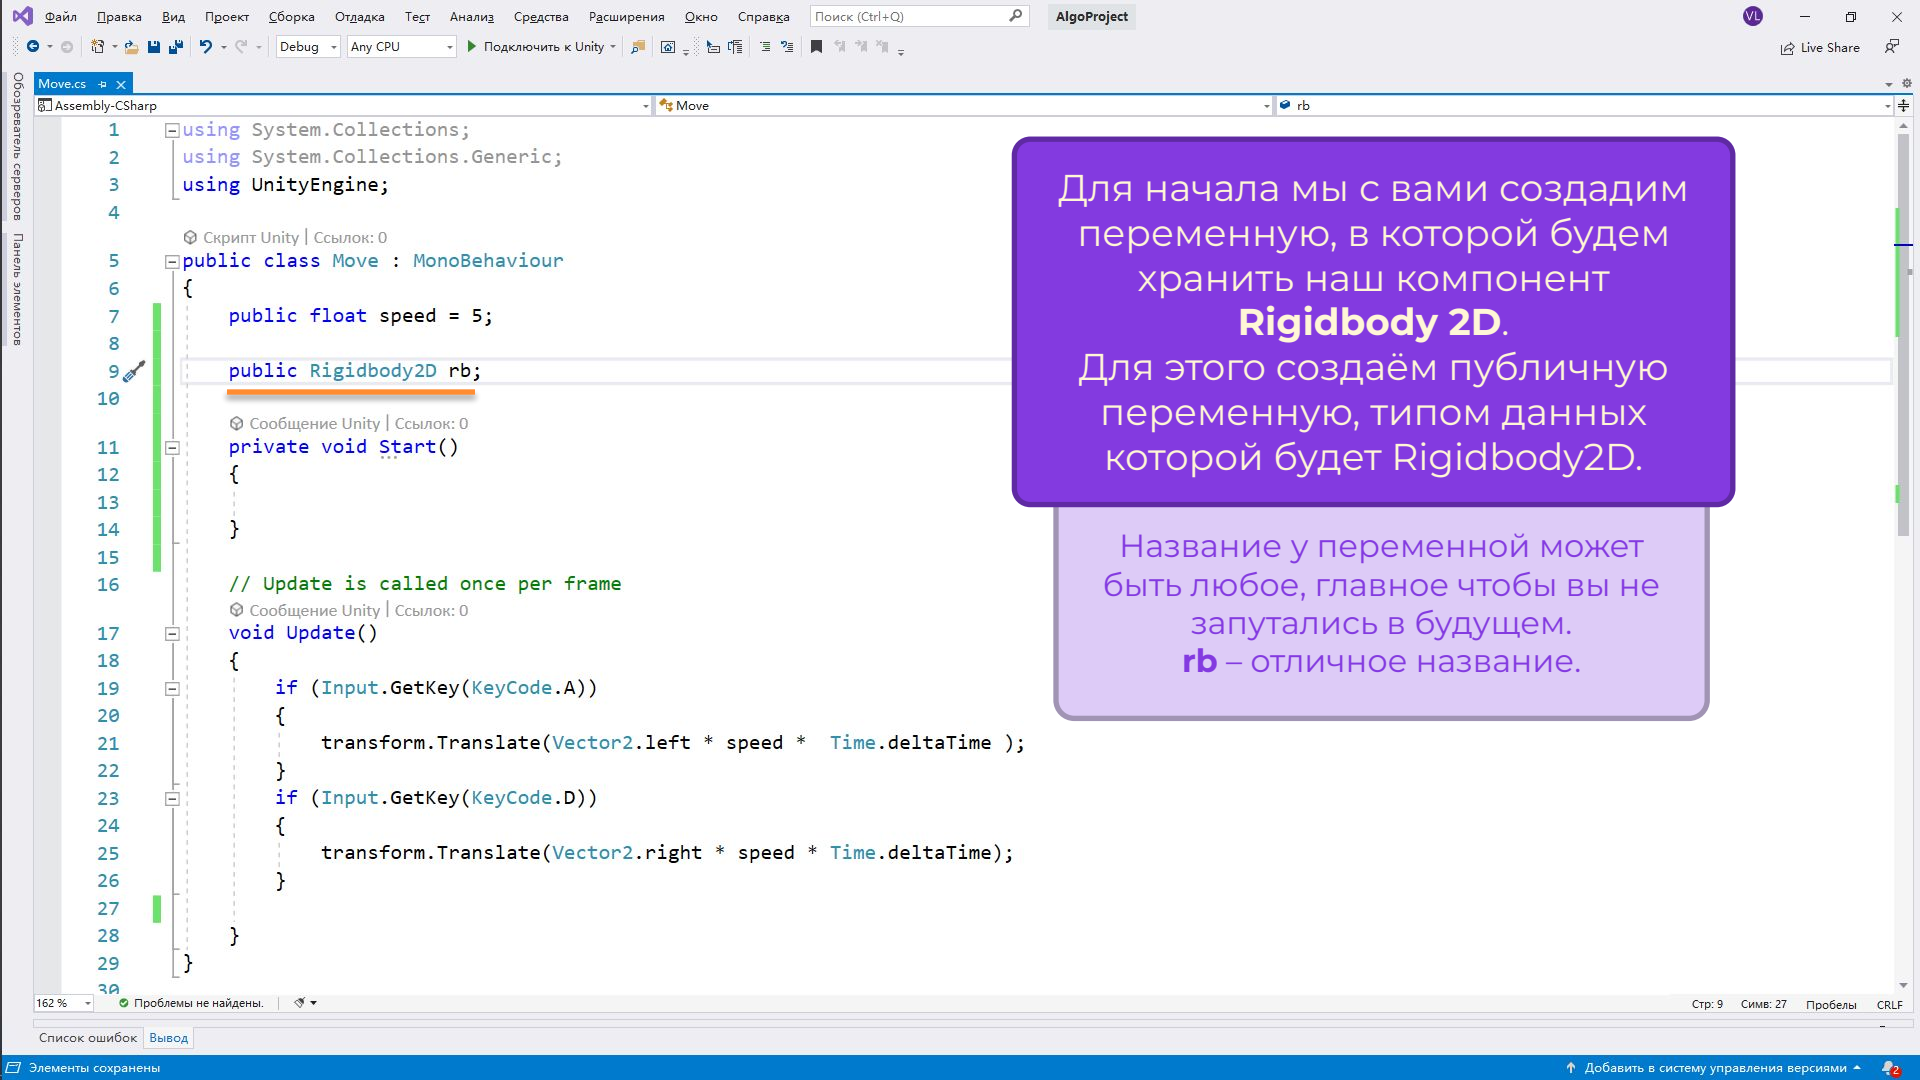 Файл Правка Вид Проект Сборка Отладка Тест Анализ Средства Расширения Окно Справка Поиск (Ctrl+Q) AlgoProject VL
Debug Any CPU Подключить к Unity Live Share
Обозреватель серверов
Панель элементов
Move.cs
Assembly-CSharp Move rb
1 using System.Collections;
2 using System.Collections.Generic;
3 using UnityEngine;
4
Скрипт Unity | Ссылок: 0
5 public class Move : MonoBehaviour
6 {
7 public float speed = 5;
8
9 public Rigidbody2D rb;
10
Сообщение Unity | Ссылок: 0
11 private void Start()
12 {
13
14 }
15
16 // Update is called once per frame
Сообщение Unity | Ссылок: 0
17 void Update()
18 {
19 if (Input.GetKey(KeyCode.A))
20 {
21 transform.Translate(Vector2.left * speed *  Time.deltaTime );
22 }
23 if (Input.GetKey(KeyCode.D))
24 {
25 transform.Translate(Vector2.right * speed * Time.deltaTime);
26 }
27
28 }
29 }
30
Для начала мы с вами создадим
переменную, в которой будем
хранить наш компонент
Rigidbody 2D.
Для этого создаём публичную
переменную, типом данных
которой будет Rigidbody2D.
Название у переменной может
быть любое, главное чтобы вы не
запутались в будущем.
rb – отличное название.
162 % Проблемы не найдены. Стр: 9 Симв: 27 Пробелы CRLF
Список ошибок Вывод
Элементы сохранены Добавить в систему управления версиями 2